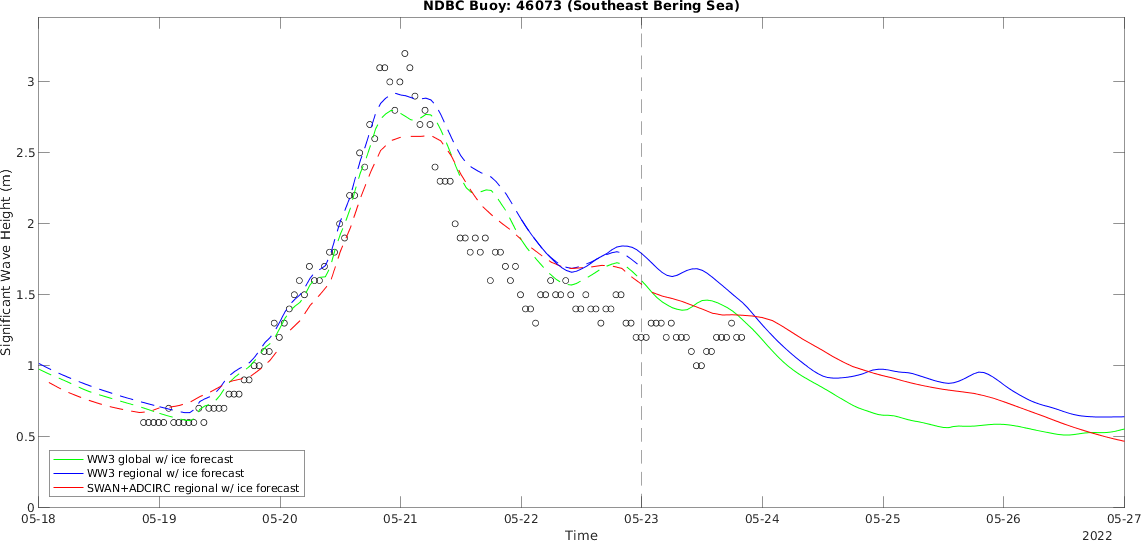 NDBC Buoy: 46073 (Southeast Bering Sea)
Significant Wave Height (m)
3
2.5
2
1.5
1
0.5
0
WW3 global w/ ice forecast
WW3 regional w/ ice forecast
SWAN+ADCIRC regional w/ ice forecast
05-18 05-19 05-20 05-21 05-22 05-23 05-24 05-25 05-26 05-27
Time
2022